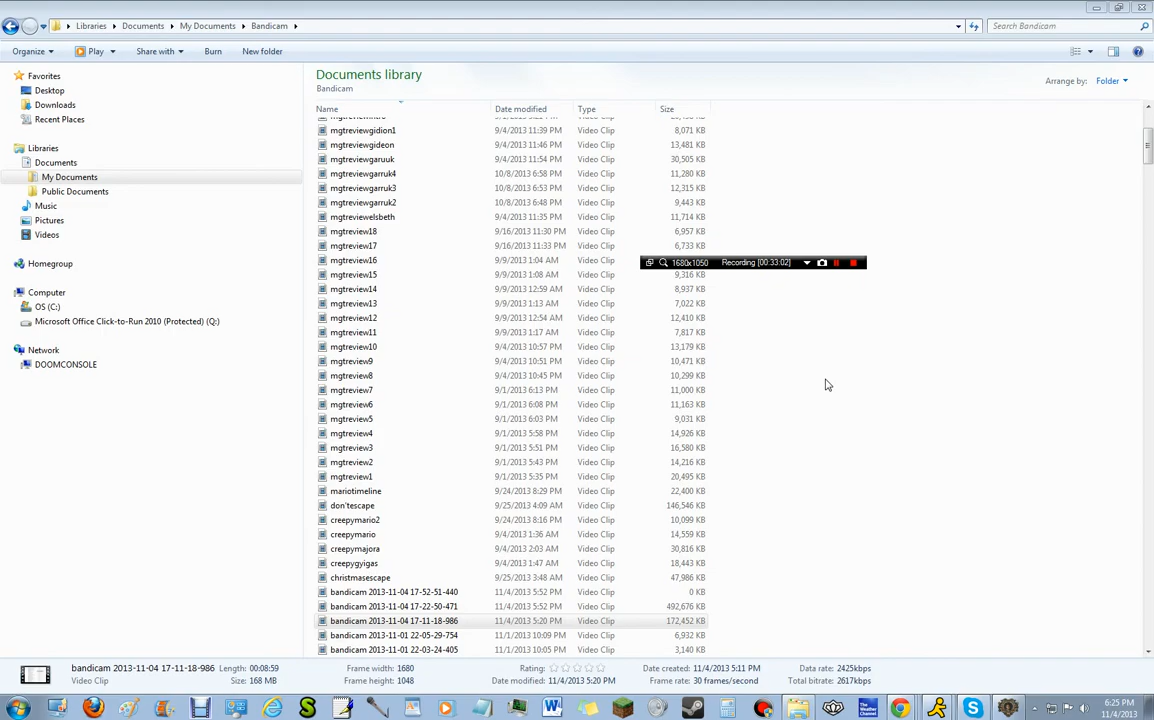 Libraries Documents My Documents Bandicam Search Bandicam
Organize Play Share with Burn New folder
Favorites
Desktop
Downloads
Recent Places
Libraries
Documents
My Documents
Public Documents
Music
Pictures
Videos
Homegroup
Computer
OS (C:)
Microsoft Office Click-to-Run 2010 (Protected) (Q:)
Network
DOOMCONSOLE
Documents library
Bandicam
Arrange by: Folder
Name Date modified Type Size
mgtreviewgidion1 9/4/2013 11:39 PM Video Clip 8,071 KB
mgtreviewgideon 9/4/2013 11:46 PM Video Clip 13,481 KB
mgtreviewgaruuk 9/4/2013 11:54 PM Video Clip 30,505 KB
mgtreviewgarruk4 10/8/2013 6:58 PM Video Clip 11,280 KB
mgtreviewgarruk3 10/8/2013 6:53 PM Video Clip 12,315 KB
mgtreviewgarruk2 10/8/2013 6:48 PM Video Clip 9,443 KB
mgtreviewelsbeth 9/4/2013 11:35 PM Video Clip 11,714 KB
mgtreview18 9/16/2013 11:30 PM Video Clip 6,957 KB
mgtreview17 9/16/2013 11:33 PM Video Clip 6,733 KB
mgtreview16 9/9/2013 1:04 AM Video Clip
1680x1050 Recording [00:33:02]
mgtreview15 9/9/2013 1:08 AM Video Clip 9,316 KB
mgtreview14 9/9/2013 12:59 AM Video Clip 8,937 KB
mgtreview13 9/9/2013 1:13 AM Video Clip 7,022 KB
mgtreview12 9/9/2013 12:54 AM Video Clip 12,410 KB
mgtreview11 9/9/2013 1:17 AM Video Clip 7,817 KB
mgtreview10 9/4/2013 10:57 PM Video Clip 13,179 KB
mgtreview9 9/4/2013 10:51 PM Video Clip 10,471 KB
mgtreview8 9/4/2013 10:45 PM Video Clip 10,299 KB
mgtreview7 9/1/2013 6:13 PM Video Clip 11,000 KB
mgtreview6 9/1/2013 6:08 PM Video Clip 11,163 KB
mgtreview5 9/1/2013 6:03 PM Video Clip 9,031 KB
mgtreview4 9/1/2013 5:58 PM Video Clip 14,926 KB
mgtreview3 9/1/2013 5:51 PM Video Clip 16,580 KB
mgtreview2 9/1/2013 5:43 PM Video Clip 14,216 KB
mgtreview1 9/1/2013 5:35 PM Video Clip 20,495 KB
mariotimeline 9/24/2013 8:29 PM Video Clip 22,400 KB
don'tescape 9/25/2013 4:09 AM Video Clip 146,546 KB
creepymario2 9/24/2013 8:16 PM Video Clip 10,099 KB
creepymario 9/4/2013 1:36 AM Video Clip 14,559 KB
creepymajora 9/4/2013 2:03 AM Video Clip 30,816 KB
creepygyigas 9/4/2013 1:47 AM Video Clip 18,443 KB
christmasescape 9/25/2013 3:48 AM Video Clip 47,986 KB
bandicam 2013-11-04 17-52-51-440 11/4/2013 5:52 PM Video Clip 0 KB
bandicam 2013-11-04 17-22-50-471 11/4/2013 5:52 PM Video Clip 492,676 KB
bandicam 2013-11-04 17-11-18-986 11/4/2013 5:20 PM Video Clip 172,452 KB
bandicam 2013-11-01 22-05-29-754 11/1/2013 10:09 PM Video Clip 6,932 KB
bandicam 2013-11-01 22-03-24-405 11/1/2013 10:05 PM Video Clip 3,140 KB
bandicam 2013-11-04 17-11-18-986 Length: 00:08:59 Frame width: 1680 Rating: Date created: 11/4/2013 5:11 PM Data rate: 2425kbps
Video Clip Size: 168 MB Frame height: 1048 Date modified: 11/4/2013 5:20 PM Frame rate: 30 frames/second Total bitrate: 2617kbps
6:25 PM
11/4/2013